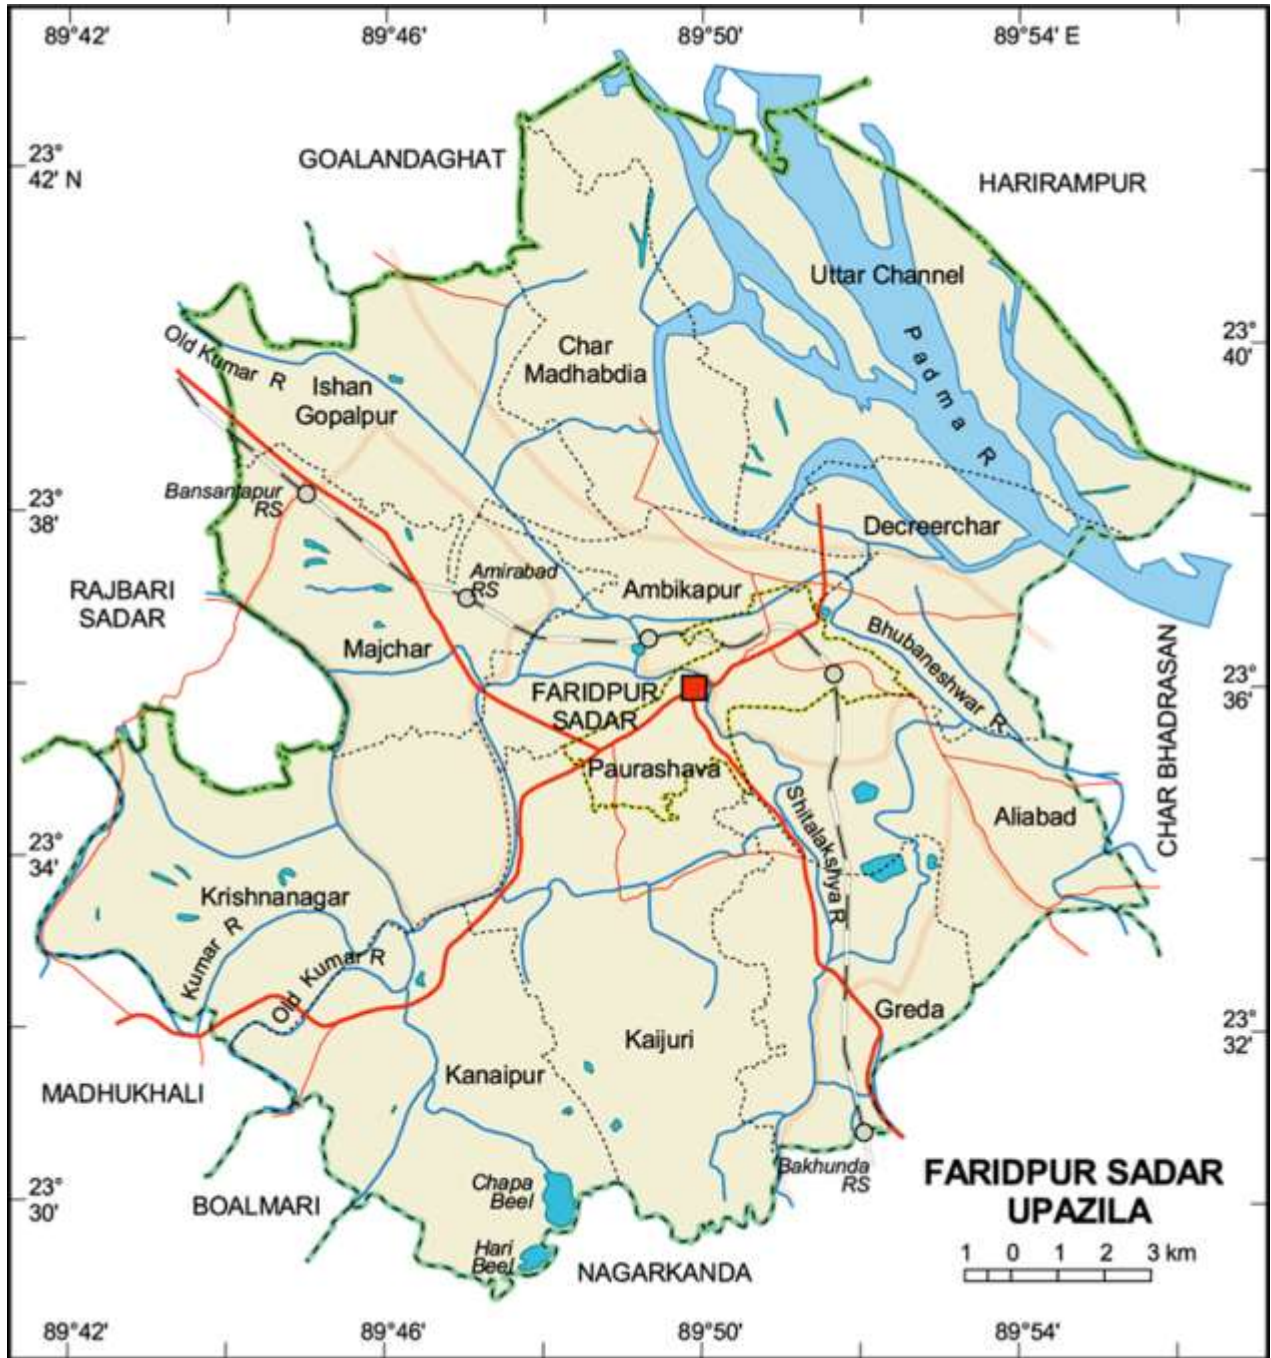 89°42'
89°46'
89°50'
89°54' E
23°
42' N
GOALANDAGHAT
HARIRAMPUR
Uttar Channel
23°
40'
Old Kumar R
Char
Madhabdia
Padma R
Ishan
Gopalpur
23°
38'
Bansantapur
RS
Decreerchar
Amirabad
RS
RAJBARI
SADAR
Ambikapur
Majchar
Bhubaneshwar R
CHAR BHADRASAN
23°
36'
FARIDPUR
SADAR
Paurashava
Shitalakshya R
Aliabad
23°
34'
Krishnanagar
Kumar R
Old Kumar R
Greda
23°
32'
Kaijuri
Kanaipur
MADHUKHALI
Bakhunda
RS
FARIDPUR SADAR
UPAZILA
Chapa
Beel
23°
30'
BOALMARI
Hari
Beel
NAGARKANDA
1 0 1 2 3 km
89°42'
89°46'
89°50'
89°54'